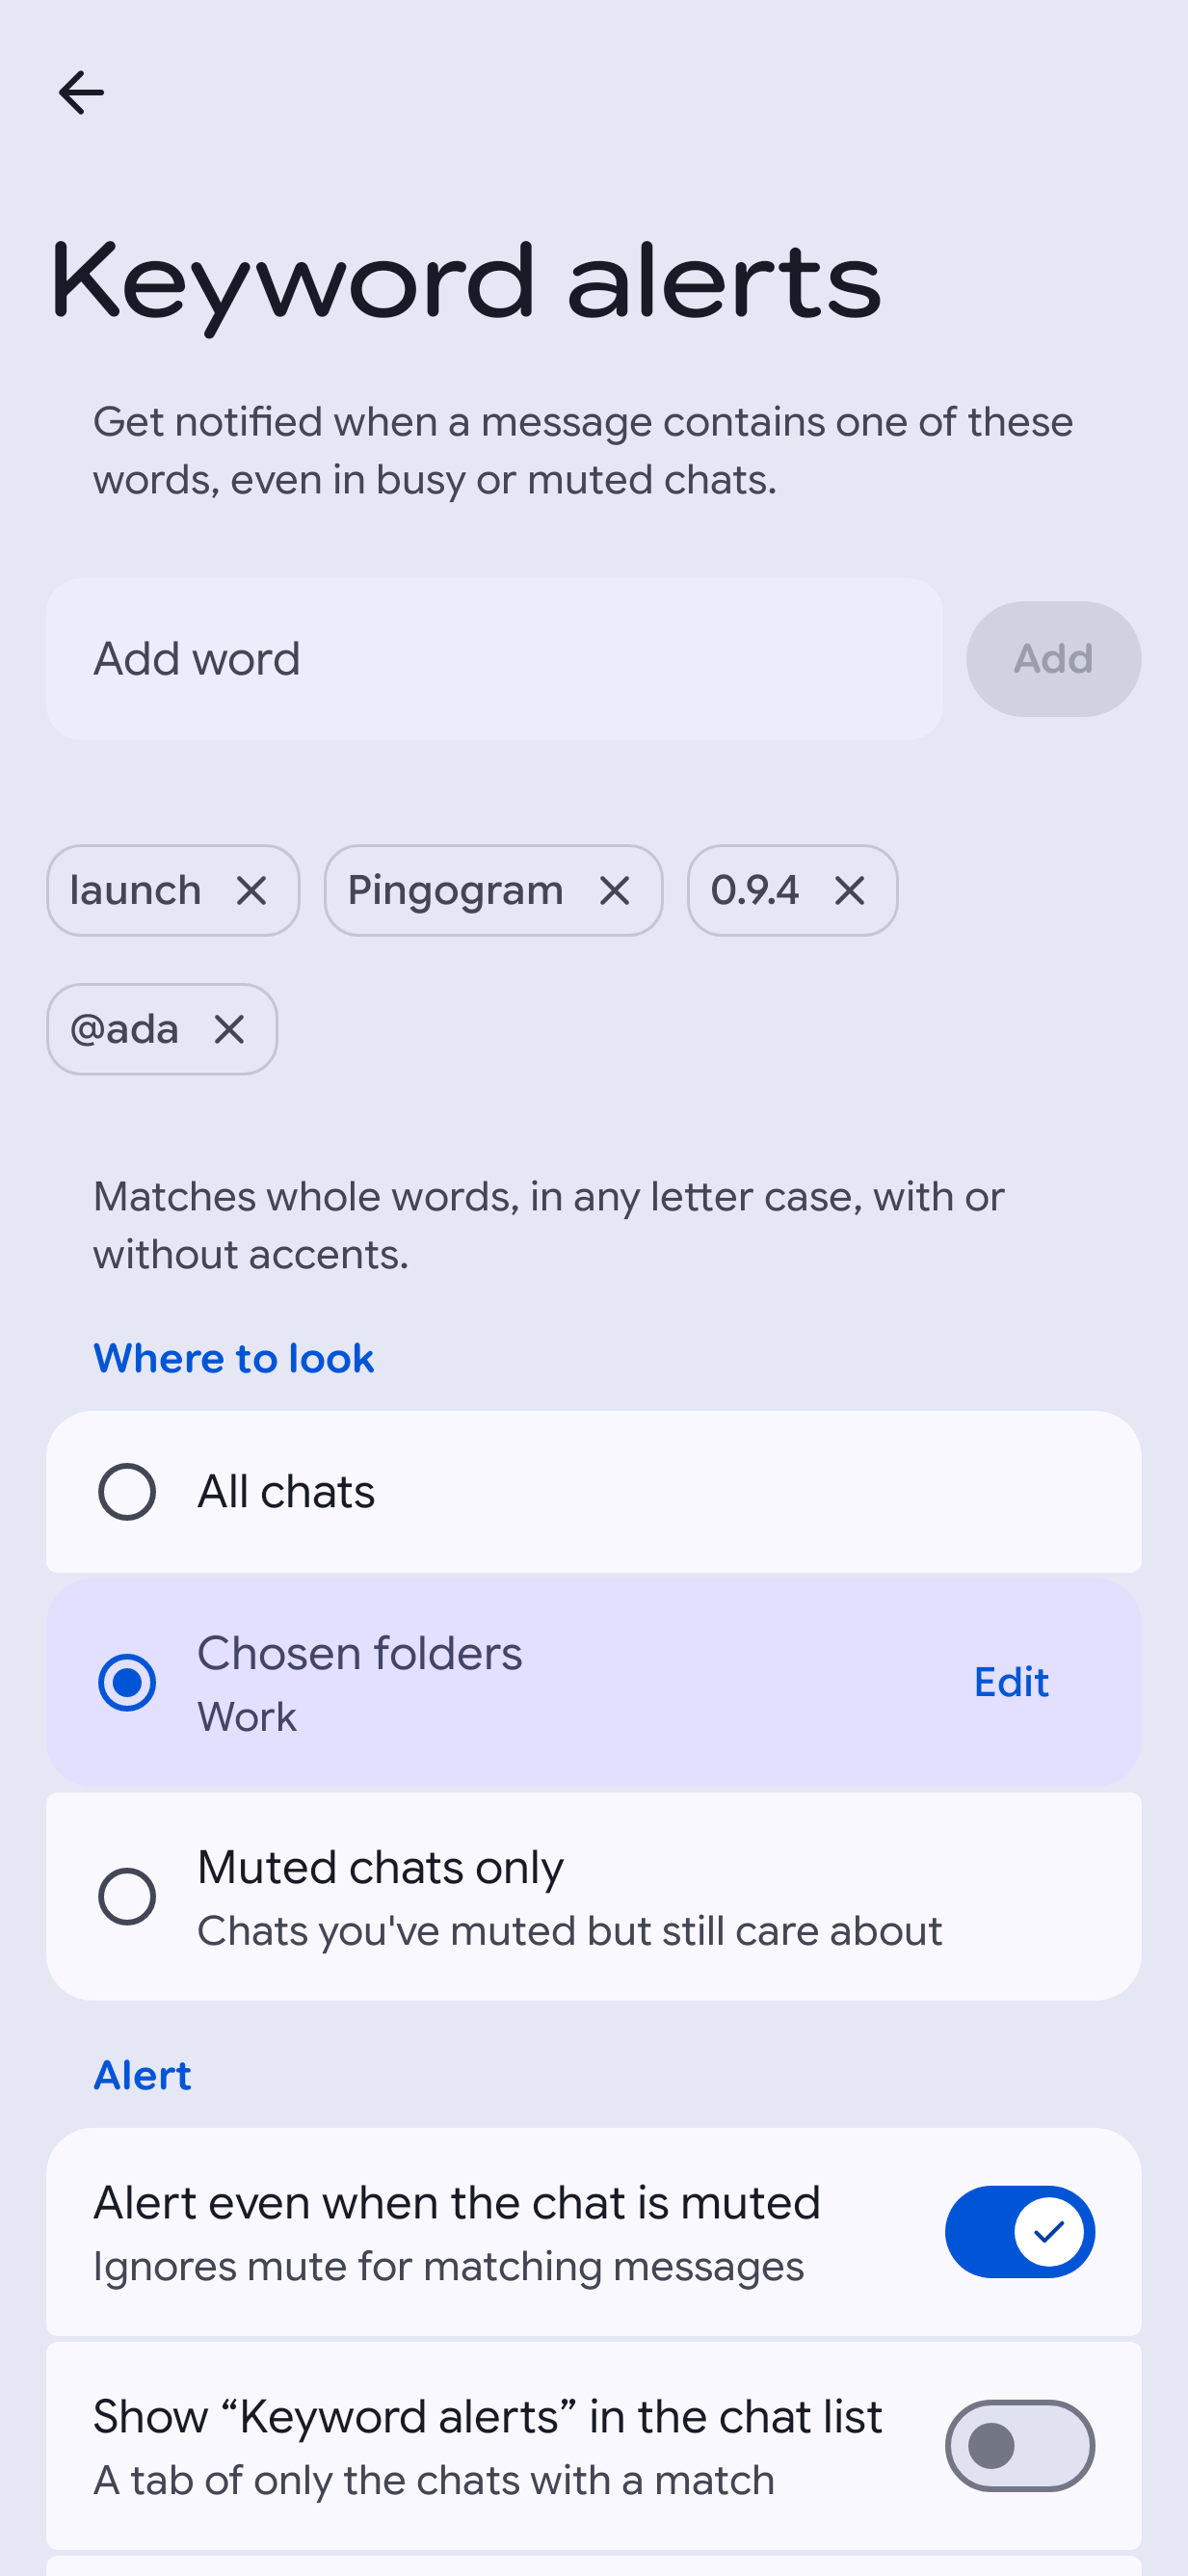 Keyword alerts
Get notified when a message contains one of these
words, even in busy or muted chats.
Add word
Add
launch
Pingogram
0.9.4
@ada
Matches whole words, in any letter case, with or
without accents.
Where to look
All chats
Chosen folders
Work
Edit
Muted chats only
Chats you've muted but still care about
Alert
Alert even when the chat is muted
Ignores mute for matching messages
Show “Keyword alerts” in the chat list
A tab of only the chats with a match